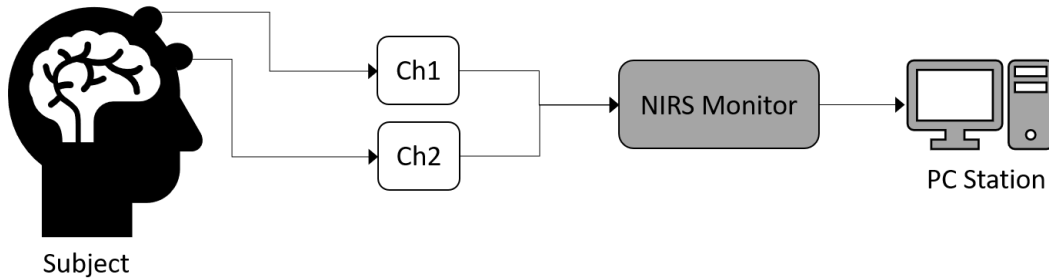 Ch1
NIRS Monitor
Ch2
PC Station
Subject